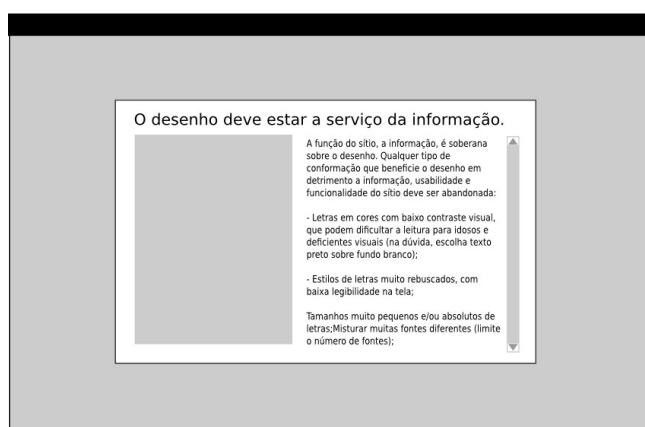 O desenho deve estar a serviço da informação.
A função do sítio, a informação, é soberana
sobre o desenho. Qualquer tipo de
conformação que beneficie o desenho em
detrimento a informação, usabilidade e
funcionalidade do sítio deve ser abandonada:
- Letras em cores com baixo contraste visual,
que podem dificultar a leitura para idosos e
deficientes visuais (na dúvida, escolha texto
preto sobre fundo branco);
- Estilos de letras muito rebuscados, com
baixa legibilidade na tela;
Tamanhos muito pequenos e/ou absolutos de
letras;Misturar muitas fontes diferentes (limite
o número de fontes);